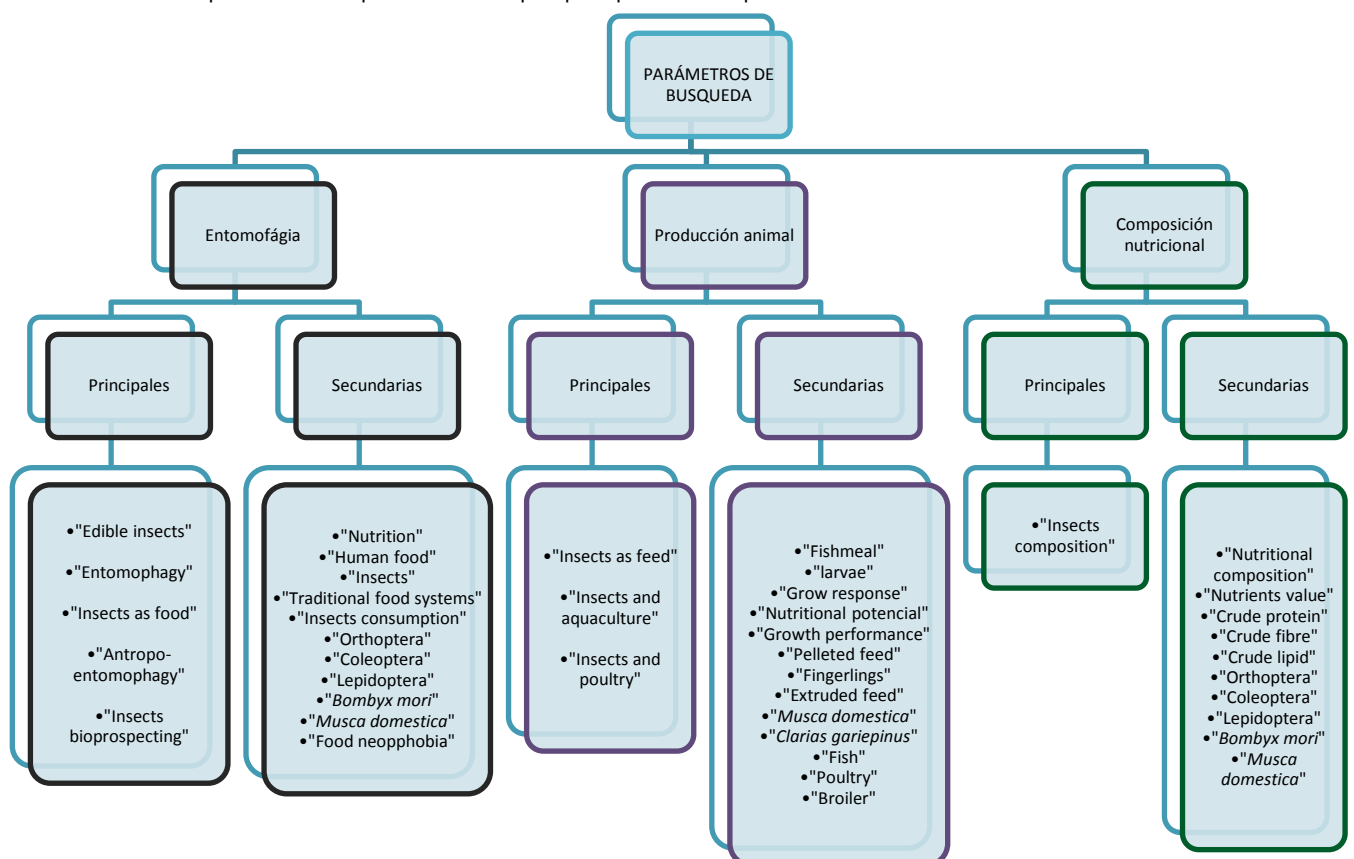 PARÁMETROS DE
BUSQUEDA
Entomofágia
Producción animal
Composición
nutricional
Principales
Secundarias
Principales
Secundarias
Principales
Secundarias
•"Edible insects"
•"Entomophagy"
•"Insects as food"
•"Antropo-
entomophagy"
•"Insects
bioprospecting"
•"Nutrition"
•"Human food"
•"Insects"
•"Traditional food systems"
•"Insects consumption"
•"Orthoptera"
•"Coleoptera"
•"Lepidoptera"
•"Bombyx mori"
•"Musca domestica"
•"Food neopphobia"
•"Insects as feed"
•"Insects and
aquaculture"
•"Insects and
poultry"
•"Fishmeal"
•"larvae"
•"Grow response"
•"Nutritional potencial"
•"Growth performance"
•"Pelleted feed"
•"Fingerlings"
•"Extruded feed"
•"Musca domestica"
•"Clarias gariepinus"
•"Fish"
•"Poultry"
•"Broiler"
•"Insects
composition"
•"Nutritional
composition"
•"Nutrients value"
•"Crude protein"
•"Crude fibre"
•"Crude lipid"
•"Orthoptera"
•"Coleoptera"
•"Lepidoptera"
•"Bombyx mori"
•"Musca
domestica"